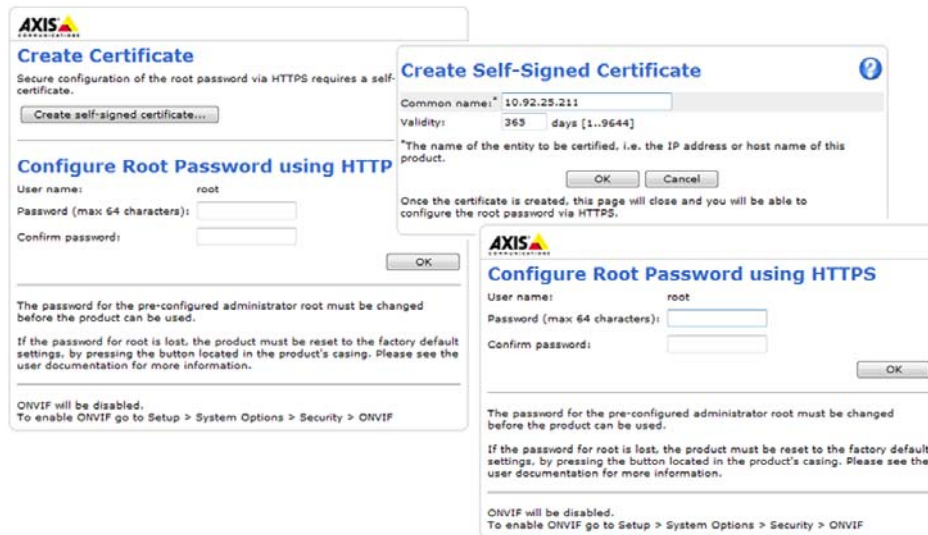 AXIS
COMMUNICATIONS
Create Certificate
Secure configuration of the root password via HTTPS requires a self-
certificate.
Create self-signed certificate...
Configure Root Password using HTTP
User name: root
Password (max 64 characters):
Confirm password:
OK
The password for the pre-configured administrator root must be changed
before the product can be used.
If the password for root is lost, the product must be reset to the factory default
settings, by pressing the button located in the product's casing. Please see the
user documentation for more information.
ONVIF will be disabled.
To enable ONVIF go to Setup > System Options > Security > ONVIF
Create Self-Signed Certificate
?
Common name:* 10.92.25.211
Validity: 365 days [1..9644]
*The name of the entity to be certified, i.e. the IP address or host name of this
product.
OK Cancel
Once the certificate is created, this page will close and you will be able to
configure the root password via HTTPS.
AXIS
COMMUNICATIONS
Configure Root Password using HTTPS
User name: root
Password (max 64 characters):
Confirm password:
OK
The password for the pre-configured administrator root must be changed
before the product can be used.
If the password for root is lost, the product must be reset to the factory default
settings, by pressing the button located in the product's casing. Please see the
user documentation for more information.
ONVIF will be disabled.
To enable ONVIF go to Setup > System Options > Security > ONVIF